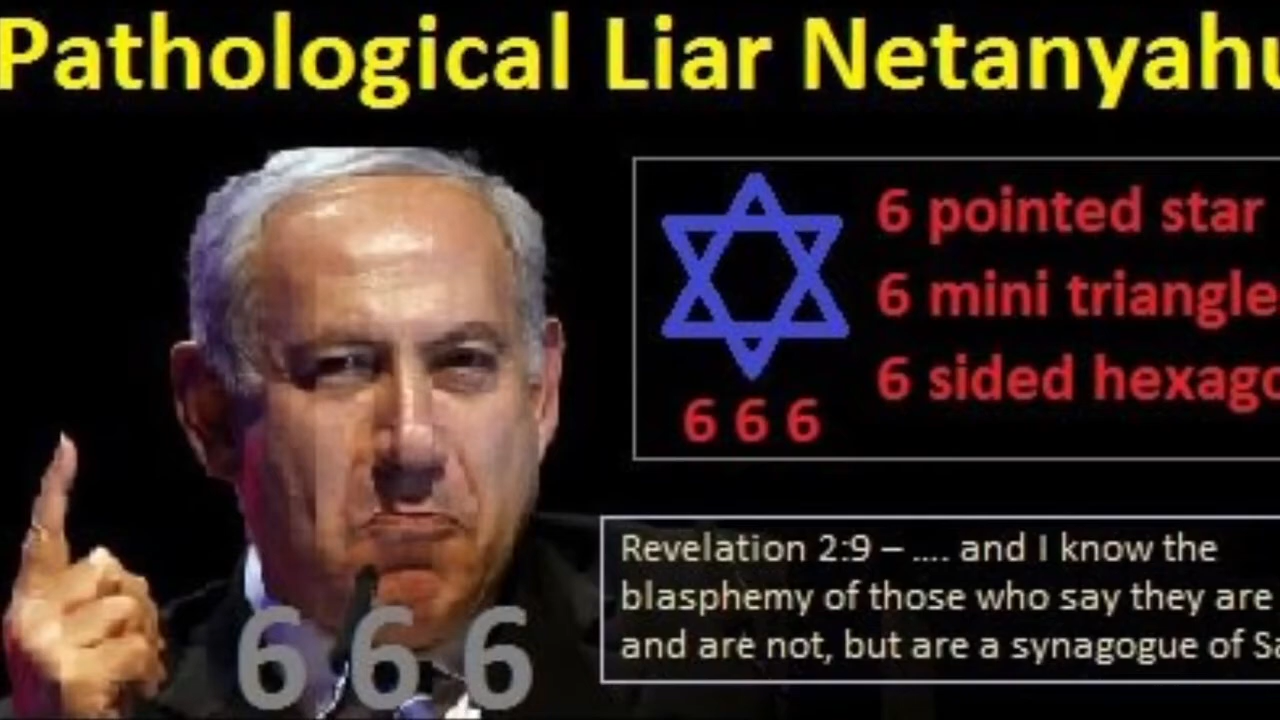 Pathological Liar Netanyahu
6 pointed star
6 mini triangle
6 sided hexago
6 6 6
Revelation 2:9 – .... and I know the
blasphemy of those who say they are
and are not, but are a synagogue of Sa
6 6 6